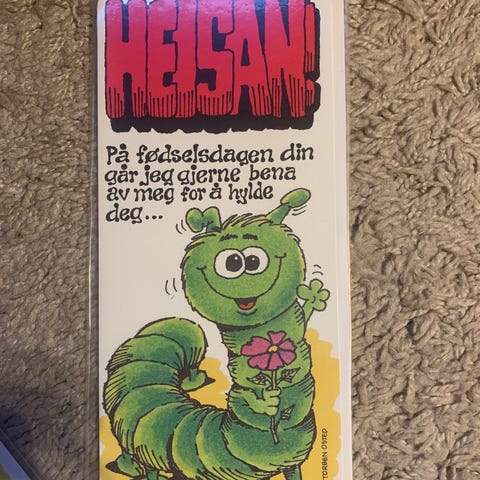 HEISAN!
På fødselsdagen din
går jeg gjerne bena
av meg for å hylde
deg...
TORBEN OSTED